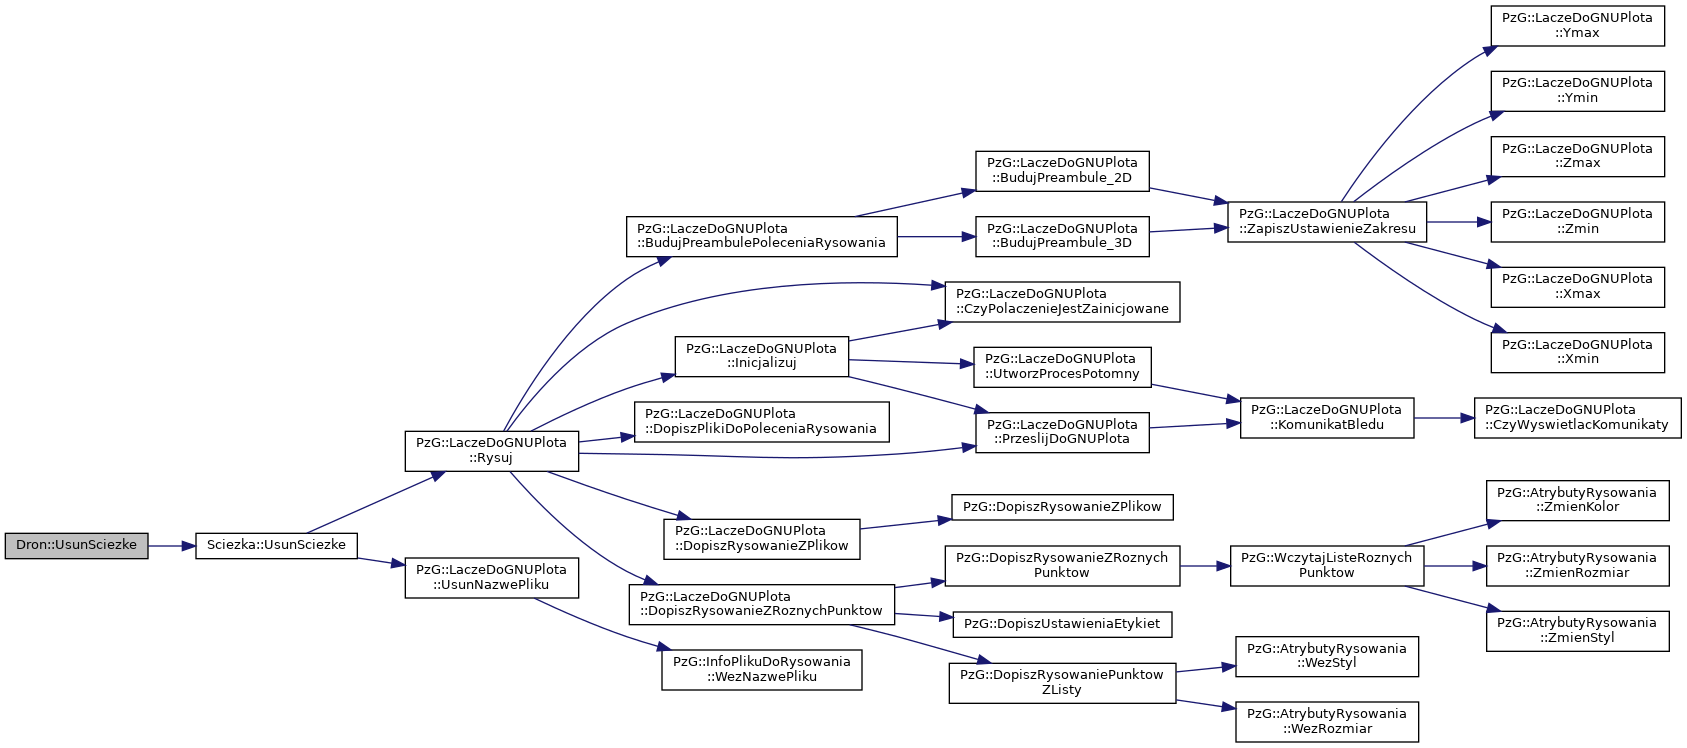 Dron::UsunSciezke
Sciezka::UsunSciezke
PzG::LaczeDoGNUPlota
::Rysuj
PzG::LaczeDoGNUPlota
::UsunNazwePliku
PzG::LaczeDoGNUPlota
::BudujPreambulePoleceniaRysowania
PzG::LaczeDoGNUPlota
::Inicjalizuj
PzG::LaczeDoGNUPlota
::DopiszPlikiDoPoleceniaRysowania
PzG::LaczeDoGNUPlota
::DopiszRysowanieZPlikow
PzG::LaczeDoGNUPlota
::DopiszRysowanieZRoznychPunktow
PzG::InfoPlikuDoRysowania
::WezNazwePliku
PzG::LaczeDoGNUPlota
::BudujPreambule_2D
PzG::LaczeDoGNUPlota
::BudujPreambule_3D
PzG::LaczeDoGNUPlota
::CzyPolaczenieJestZainicjowane
PzG::LaczeDoGNUPlota
::UtworzProcesPotomny
PzG::LaczeDoGNUPlota
::PrzeslijDoGNUPlota
PzG::DopiszRysowanieZPlikow
PzG::DopiszRysowanieZRoznych
Punktow
PzG::DopiszUstawieniaEtykiet
PzG::DopiszRysowaniePunktow
ZListy
PzG::LaczeDoGNUPlota
::ZapiszUstawienieZakresu
PzG::LaczeDoGNUPlota
::KomunikatBledu
PzG::WczytajListeRoznych
Punktow
PzG::AtrybutyRysowania
::WezStyl
PzG::AtrybutyRysowania
::WezRozmiar
PzG::LaczeDoGNUPlota
::Ymax
PzG::LaczeDoGNUPlota
::Ymin
PzG::LaczeDoGNUPlota
::Zmax
PzG::LaczeDoGNUPlota
::Zmin
PzG::LaczeDoGNUPlota
::Xmax
PzG::LaczeDoGNUPlota
::Xmin
PzG::LaczeDoGNUPlota
::CzyWyswietlacKomunikaty
PzG::AtrybutyRysowania
::ZmienKolor
PzG::AtrybutyRysowania
::ZmienRozmiar
PzG::AtrybutyRysowania
::ZmienStyl